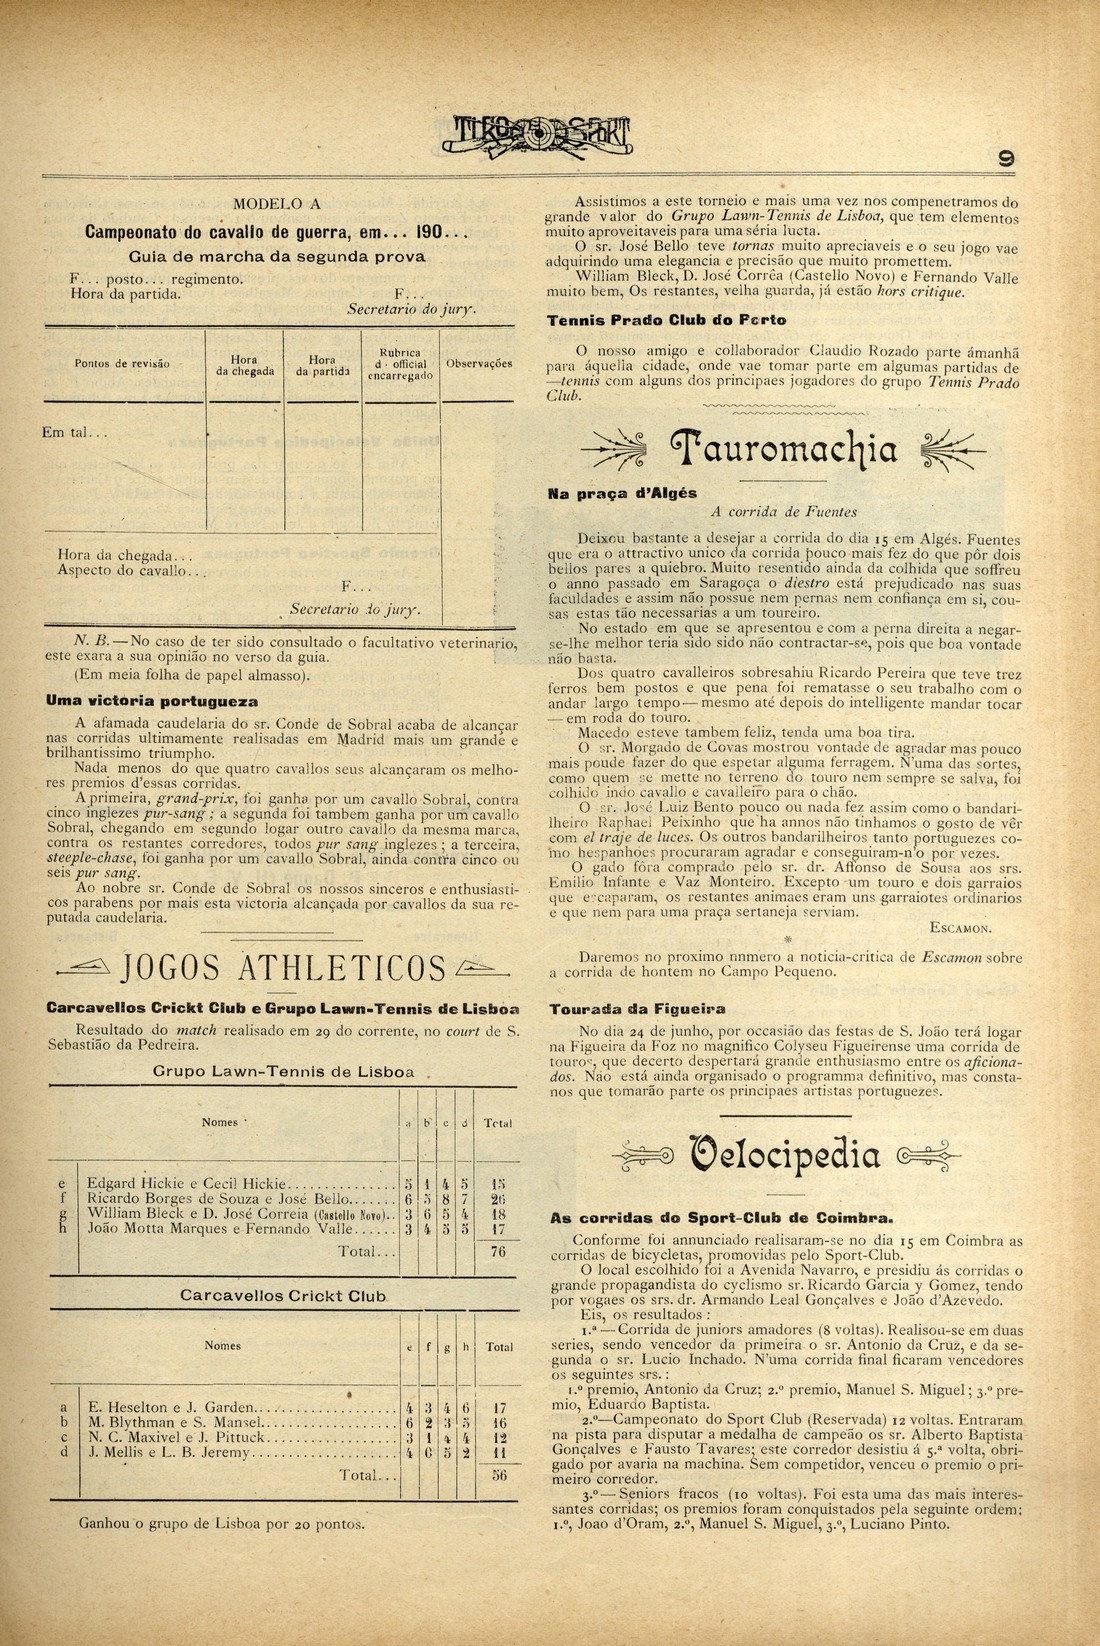 TIRO E SPORT
9
MODELO A
Campeonato do cavallo de guerra, em... 190...
Guia de marcha da segunda prova
F... posto... regimento.
Hora da partida. F...
Secretario do jury.
Pontos de revisão
Hora
da chegada
Hora
da partida
Rubrica
d · official
encarregado
Observações
Em tal...
Hora da chegada...
Aspecto do cavallo...
F...
Secretario do jury.
N. B.—No caso de ter sido consultado o facultativo veterinario,
este exara a sua opinião no verso da guia.
(Em meia folha de papel almasso).
Uma victoria portugueza
A afamada caudelaria do sr. Conde de Sobral acaba de alcançar
nas corridas ultimamente realisadas em Madrid mais um grande e
brilhantissimo triumpho.
Nada menos do que quatro cavallos seus alcançaram os melho-
res premios d'essas corridas.
A primeira, grand-prix, foi ganha por um cavallo Sobral, contra
cinco inglezes pur-sang; a segunda foi tambem ganha por um cavallo
Sobral, chegando em segundo logar outro cavallo da mesma marca,
contra os restantes corredores, todos pur sang inglezes; a terceira,
steeple-chase, foi ganha por um cavallo Sobral, ainda contra cinco ou
seis pur sang.
Ao nobre sr. Conde de Sobral os nossos sinceros e enthusiasti-
cos parabens por mais esta victoria alcançada por cavallos da sua re-
putada caudelaria.
JOGOS ATHLETICOS
Carcavellos Crickt Club e Grupo Lawn-Tennis de Lisboa
Resultado do match realisado em 29 do corrente, no court de S.
Sebastião da Pedreira.
Grupo Lawn-Tennis de Lisboa
Nomes a b c d Total
e Edgard Hickie e Cecil Hickie............... 5 1 4 5 15
f Ricardo Borges de Souza e José Bello....... 6 5 8 7 26
g William Bleck e D. José Correia (Castello Novo).. 3 6 5 4 18
h João Motta Marques e Fernando Valle...... 3 4 5 5 17
Total... 76
Carcavellos Crickt Club
Nomes e f g h Total
a E. Heselton e J. Garden.................... 4 3 4 6 17
b M. Blythman e S. Mansel................... 6 2 3 5 16
c N. C. Maxivel e J. Pittuck.................. 3 1 4 4 12
d J. Mellis e L. B. Jeremy..................... 4 0 5 2 11
Total... 56
Ganhou o grupo de Lisboa por 20 pontos.
Assistimos a este torneio e mais uma vez nos compenetramos do
grande valor do Grupo Lawn-Tennis de Lisboa, que tem elementos
muito aproveitaveis para uma séria lucta.
O sr. José Bello teve tornas muito apreciaveis e o seu jogo vae
adquirindo uma elegancia e precisão que muito promettem.
William Bleck, D. José Corrêa (Castello Novo) e Fernando Valle
muito bem, Os restantes, velha guarda, já estão hors critique.
Tennis Prado Club do Porto
O nosso amigo e collaborador Claudio Rozado parte ámanhã
para áquella cidade, onde vae tomar parte em algumas partidas de
—tennis com alguns dos principaes jogadores do grupo Tennis Prado
Club.
Tauromachia
Na praça d'Algés
A corrida de Fuentes
Deixou bastante a desejar a corrida do dia 15 em Algés. Fuentes
que era o attractivo unico da corrida pouco mais fez do que pôr dois
bellos pares a quiebro. Muito resentido ainda da colhida que soffreu
o anno passado em Saragoça o diestro está prejudicado nas suas
faculdades e assim não possue nem pernas nem confiança em si, cou-
sas estas tão necessarias a um toureiro.
No estado em que se apresentou e com a perna direita a negar-
se-lhe melhor teria sido sido não contractar-se, pois que boa vontade
não basta.
Dos quatro cavalleiros sobresahiu Ricardo Pereira que teve trez
ferros bem postos e que pena foi rematasse o seu trabalho com o
andar largo tempo—mesmo até depois do intelligente mandar tocar
—em roda do touro.
Macedo esteve tambem feliz, tenda uma boa tira.
O sr. Morgado de Covas mostrou vontade de agradar mas pouco
mais poude fazer do que espetar alguma ferragem. N'uma das sortes,
como quem se mette no terreno do touro nem sempre se salva, foi
colhido indo cavallo e cavalleiro para o chão.
O sr. José Luiz Bento pouco ou nada fez assim como o bandari-
lheiro Raphael Peixinho que ha annos não tinhamos o gosto de vêr
com el traje de luces. Os outros bandarilheiros tanto portuguezes co-
mo hespanhoes procuraram agradar e conseguiram-n'o por vezes.
O gado fôra comprado pelo sr. dr. Affonso de Sousa aos srs.
Emilio Infante e Vaz Monteiro. Excepto um touro e dois garraios
que escaparam, os restantes animaes eram uns garraiotes ordinarios
e que nem para uma praça sertaneja serviam.
ESCAMON.
*
Daremos no proximo nnmero a noticia-critica de Escamon sobre
a corrida de hontem no Campo Pequeno.
Tourada da Figueira
No dia 24 de junho, por occasião das festas de S. João terá logar
na Figueira da Foz no magnifico Colyseu Figueirense uma corrida de
touros, que decerto despertará grande enthusiasmo entre os aficiona-
dos. Não está ainda organisado o programma definitivo, mas consta-
nos que tomarão parte os principaes artistas portuguezes.
Velocipedia
As corridas do Sport-Club de Coimbra.
Conforme foi annunciado realisaram-se no dia 15 em Coimbra as
corridas de bicycletas, promovidas pelo Sport-Club.
O local escolhido foi a Avenida Navarro, e presidiu ás corridas o
grande propagandista do cyclismo sr. Ricardo Garcia y Gomez, tendo
por vogaes os srs. dr. Armando Leal Gonçalves e João d'Azevedo.
Eis, os resultados:
1.ª—Corrida de juniors amadores (8 voltas). Realisou-se em duas
series, sendo vencedor da primeira o sr. Antonio da Cruz, e da se-
gunda o sr. Lucio Inchado. N'uma corrida final ficaram vencedores
os seguintes srs.:
1.º premio, Antonio da Cruz; 2.º premio, Manuel S. Miguel; 3.º pre-
mio, Eduardo Baptista.
2.º—Campeonato do Sport Club (Reservada) 12 voltas. Entraram
na pista para disputar a medalha de campeão os sr. Alberto Baptista
Gonçalves e Fausto Tavares; este corredor desistiu á 5.ª volta, obri-
gado por avaria na machina. Sem competidor, venceu o premio o pri-
meiro corredor.
3.º—Seniors fracos (10 voltas). Foi esta uma das mais interes-
santes corridas; os premios foram conquistados pela seguinte ordem:
1.º, Joao d'Oram, 2.º, Manuel S. Miguel, 3.º, Luciano Pinto.